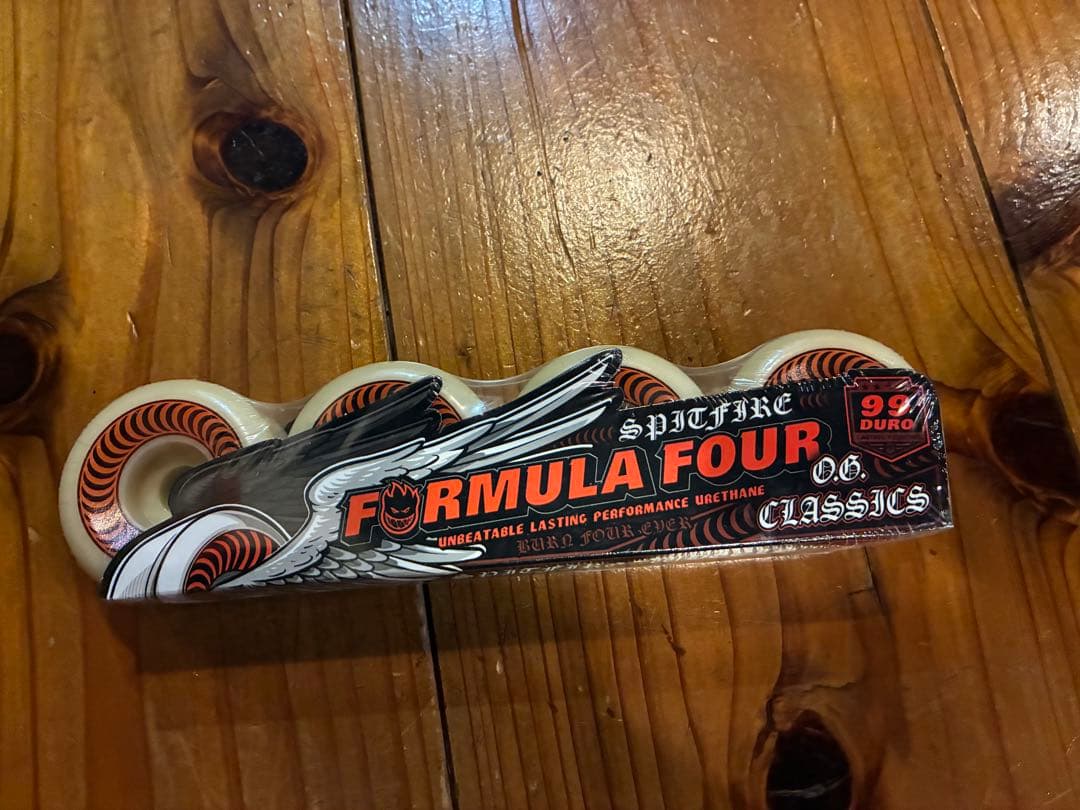 SPITFIRE
FORMULA FOUR
UNBEATABLE LASTING PERFORMANCE URETHANE
BURN FOUR EVER
99
DURO
O.G.
CLASSICS